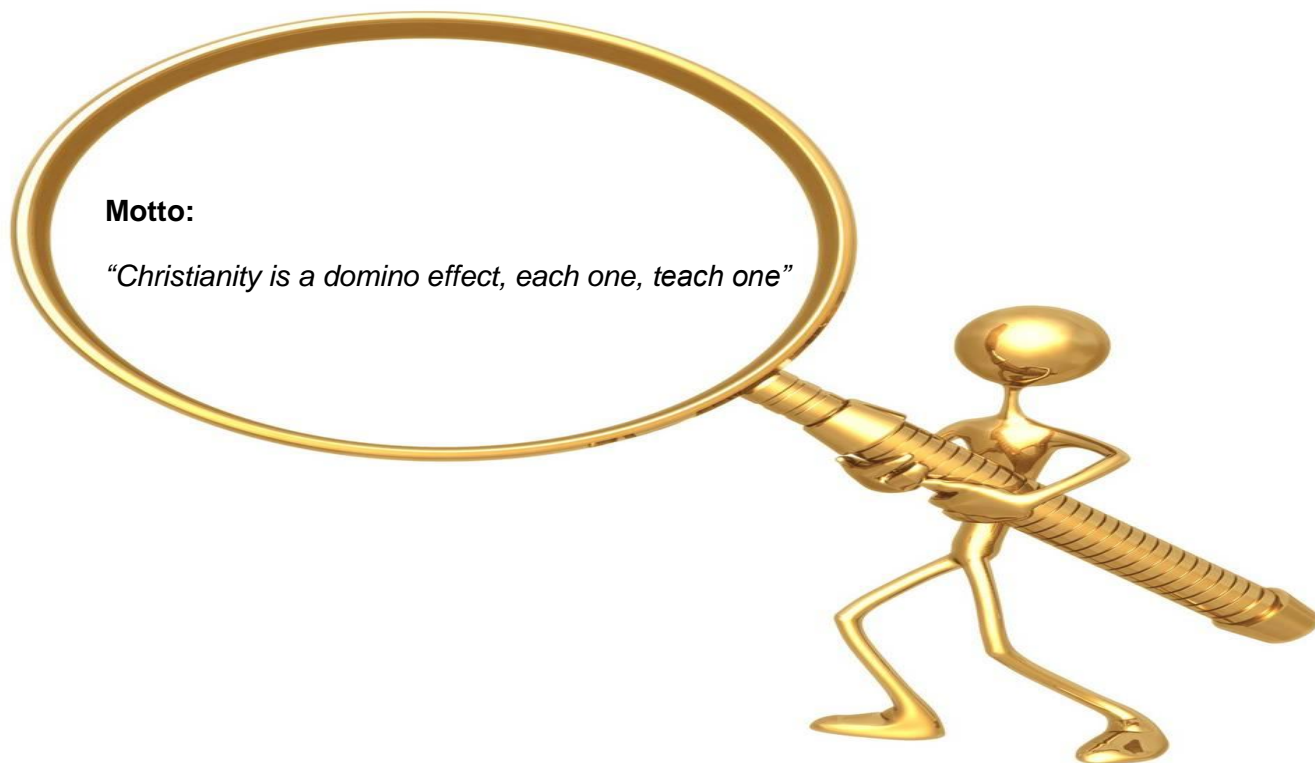 Motto:
“Christianity is a domino effect, each one, teach one”